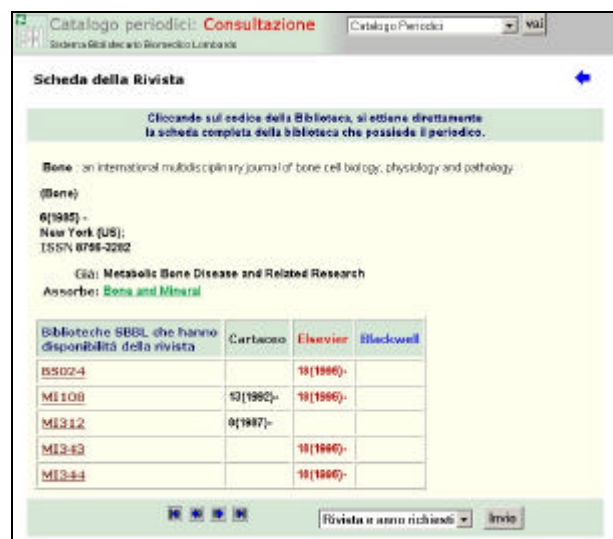 Catalogo periodici: Consultazione
Catalogo Periodici
vai
Sistema Bibliotecario Biomedico Lombardo
Scheda della Rivista
Cliccando sul codice della Biblioteca, si ottiene direttamente
la scheda completa della biblioteca che possiede il periodico.
Bone : an international multidisciplinary journal of bone cell biology, physiology and pathology
(Bone)
6(1985) -
New York (US);
ISSN 8756-3282
Già: Metabolic Bone Disease and Related Research
Assorbe: Bone and Mineral
Biblioteche SBBL che hanno
disponibilità della rivista
Cartaceo Elsevier Blackwell
BS024 18(1996)-
MI108 13(1992)- 18(1996)-
MI312 8(1987)-
MI343 18(1996)-
MI344 18(1996)-
Rivista e anno richiesti Invio